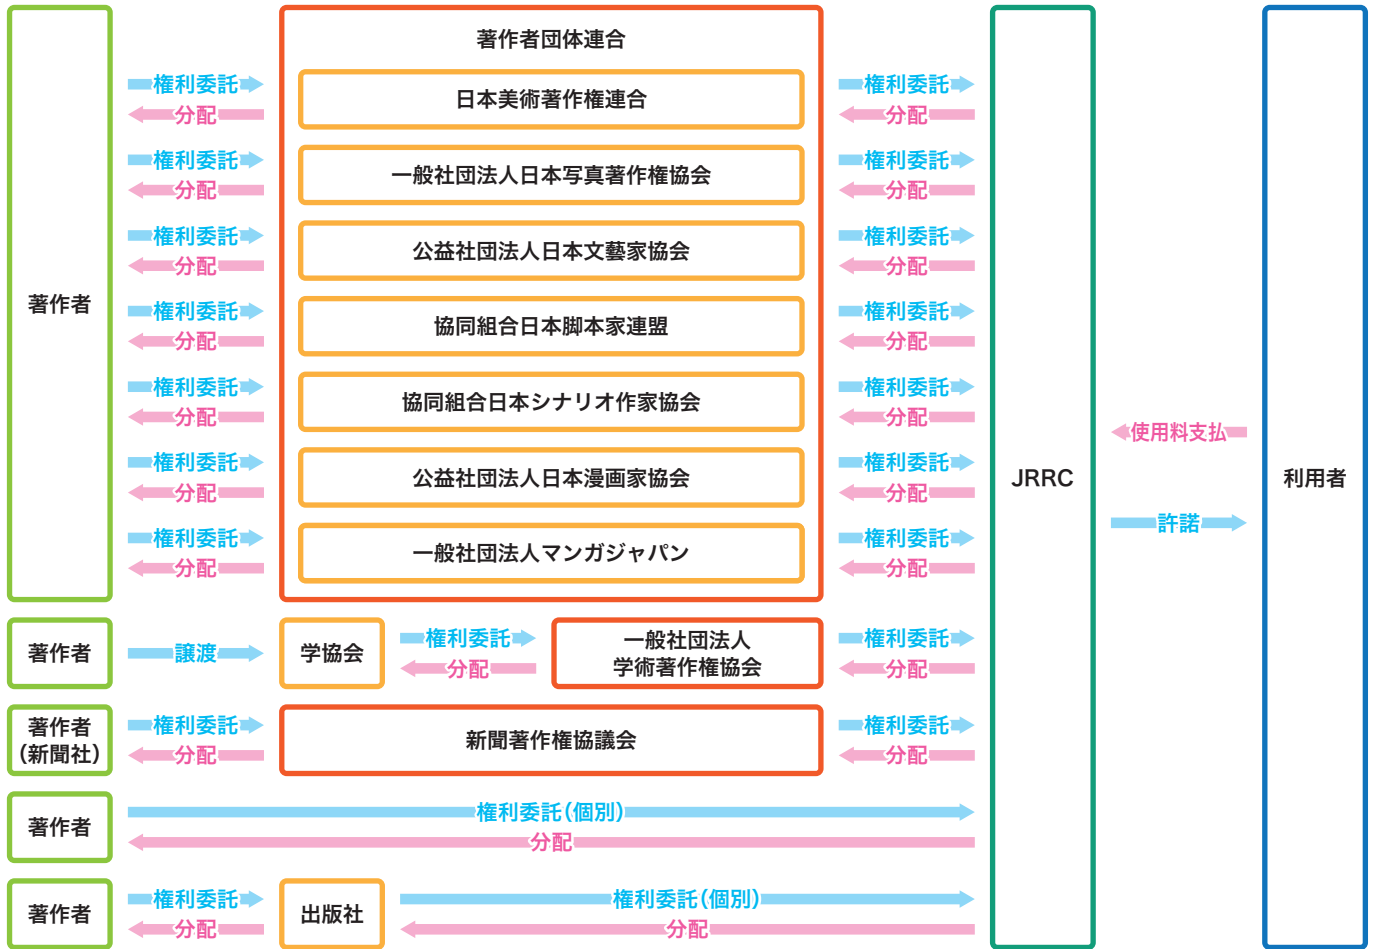 著作者団体連合
権利委託
分配
日本美術著作権連合
権利委託
分配
権利委託
分配
一般社団法人日本写真著作権協会
権利委託
分配
権利委託
分配
公益社団法人日本文藝家協会
権利委託
分配
著作者
権利委託
分配
協同組合日本脚本家連盟
権利委託
分配
権利委託
分配
協同組合日本シナリオ作家協会
権利委託
分配
権利委託
分配
公益社団法人日本漫画家協会
権利委託
分配
権利委託
分配
一般社団法人マンガジャパン
権利委託
分配
JRRC
使用料支払
許諾
利用者
著作者
譲渡
学協会
権利委託
分配
一般社団法人
学術著作権協会
権利委託
分配
著作者
(新聞社)
権利委託
分配
新聞著作権協議会
権利委託
分配
著作者
権利委託(個別)
分配
著作者
権利委託
分配
出版社
権利委託(個別)
分配